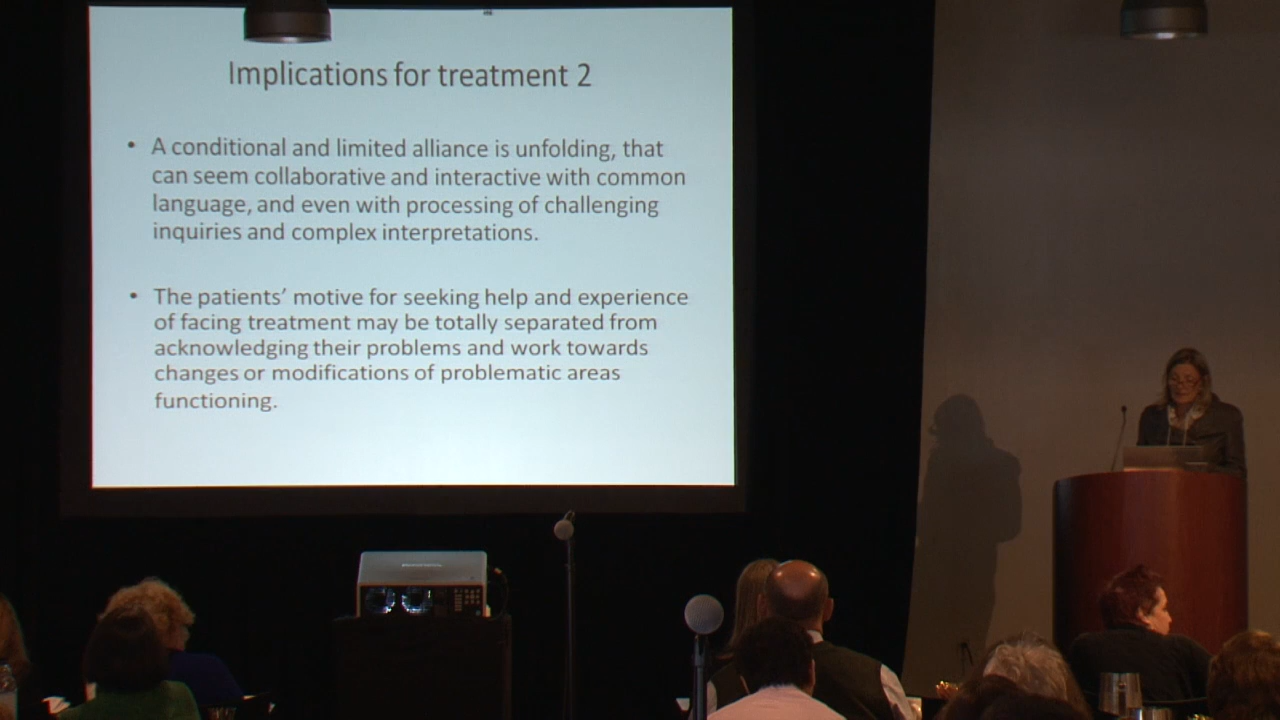 Implications for treatment 2
• A conditional and limited alliance is unfolding, that
can seem collaborative and interactive with common
language, and even with processing of challenging
inquiries and complex interpretations.
• The patients’ motive for seeking help and experience
of facing treatment may be totally separated from
acknowledging their problems and work towards
changes or modifications of problematic areas
functioning.